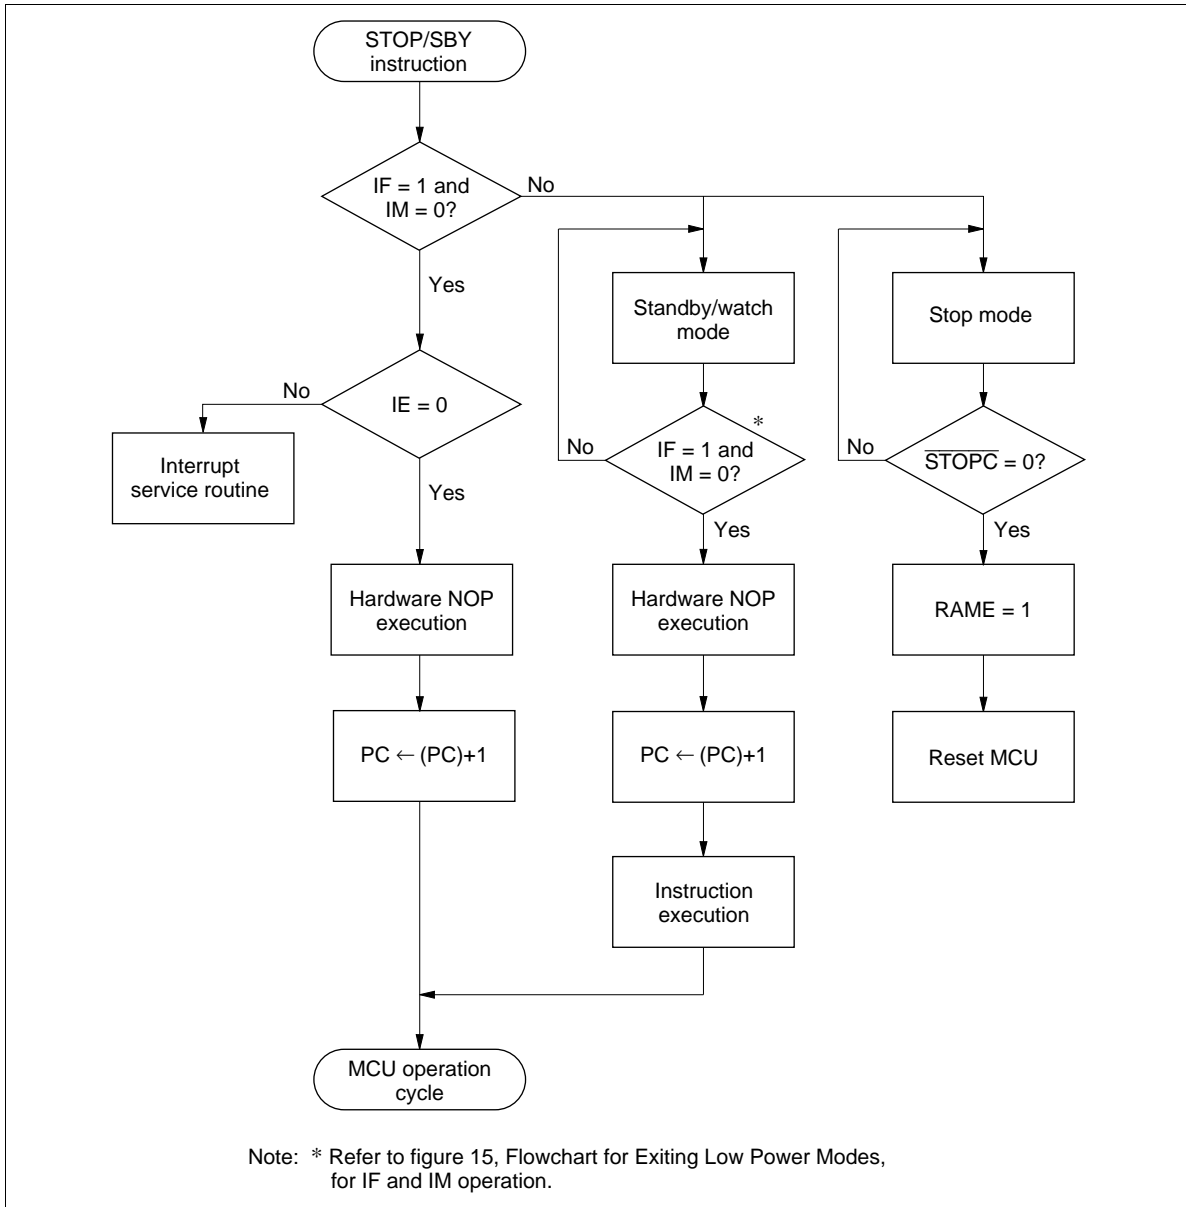 STOP/SBY
instruction
IF = 1 and
IM = 0?
No
Yes
IE = 0
No
Interrupt
service routine
Yes
Hardware NOP
execution
PC ← (PC)+1
Standby/watch
mode
IF = 1 and
IM = 0?
*
No
Yes
Hardware NOP
execution
PC ← (PC)+1
Instruction
execution
Stop mode
S̅T̅O̅P̅C̅ = 0?
No
Yes
RAME = 1
Reset MCU
MCU operation
cycle
Note: * Refer to figure 15, Flowchart for Exiting Low Power Modes,
for IF and IM operation.